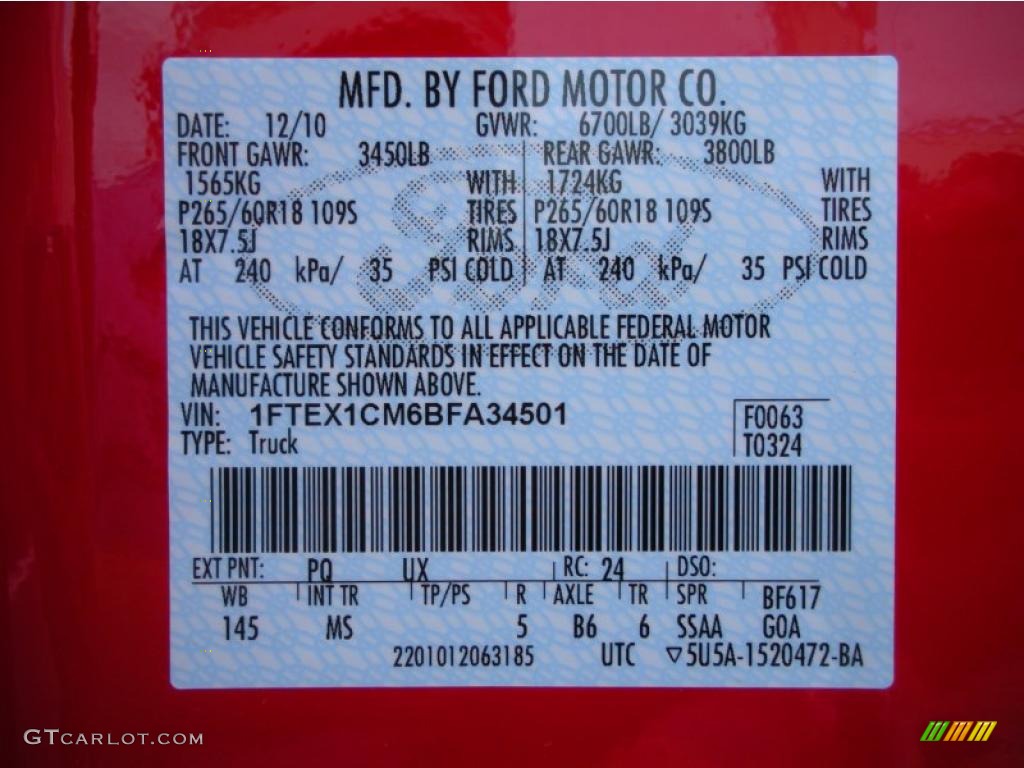 MFD. BY FORD MOTOR CO.
DATE: 12/10 GVWR: 6700LB/ 3039KG
FRONT GAWR: 3450LB REAR GAWR: 3800LB
1565KG WITH 1724KG WITH
P265/60R18 109S TIRES P265/60R18 109S TIRES
18X7.5J RIMS 18X7.5J RIMS
AT 240 kPa/ 35 PSI COLD AT 240 kPa/ 35 PSI COLD
Ford
THIS VEHICLE CONFORMS TO ALL APPLICABLE FEDERAL MOTOR
VEHICLE SAFETY STANDARDS IN EFFECT ON THE DATE OF
MANUFACTURE SHOWN ABOVE.
VIN: 1FTEX1CM6BFA34501 F0063
TYPE: Truck T0324
EXT PNT: PQ UX RC: 24 DSO:
WB INT TR TP/PS R AXLE TR SPR BF617
145 MS 5 B6 6 SSAA GOA
2201012063185 UTC ▽5U5A-1520472-BA
GTCARLOT.COM